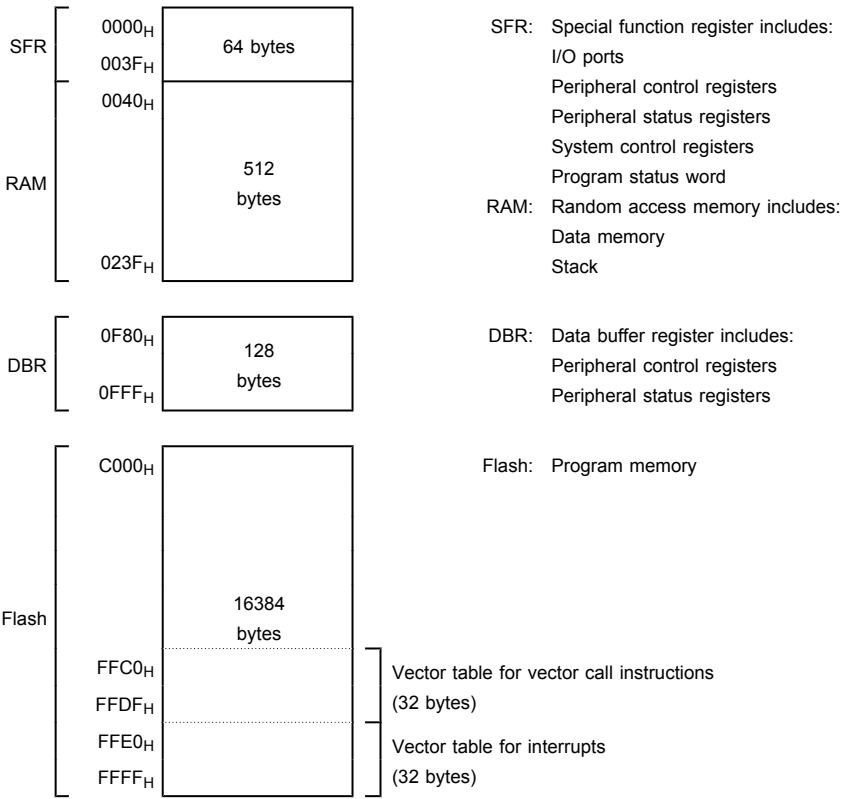 SFR
0000H
003FH
64 bytes
RAM
0040H
023FH
512
bytes
DBR
0F80H
0FFFH
128
bytes
Flash
C000H
16384
bytes
FFC0H
FFDFH
FFE0H
FFFFH
Vector table for vector call instructions
(32 bytes)
Vector table for interrupts
(32 bytes)
SFR: Special function register includes:
I/O ports
Peripheral control registers
Peripheral status registers
System control registers
Program status word
RAM: Random access memory includes:
Data memory
Stack
DBR: Data buffer register includes:
Peripheral control registers
Peripheral status registers
Flash: Program memory